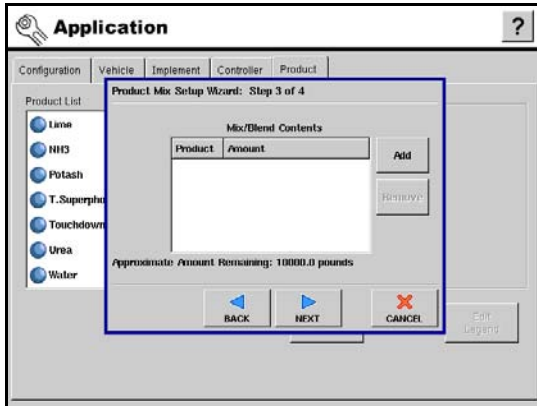 Application
?
Configuration Vehicle Implement Controller Product
Product List
Product Mix Setup Wizard: Step 3 of 4
Lime
NH3
Potash
T.Superpho
Touchdown
Urea
Water
Mix/Blend Contents
Product Amount
Add
Remove
Approximate Amount Remaining: 10000.0 pounds
BACK NEXT CANCEL
Edit
Legend